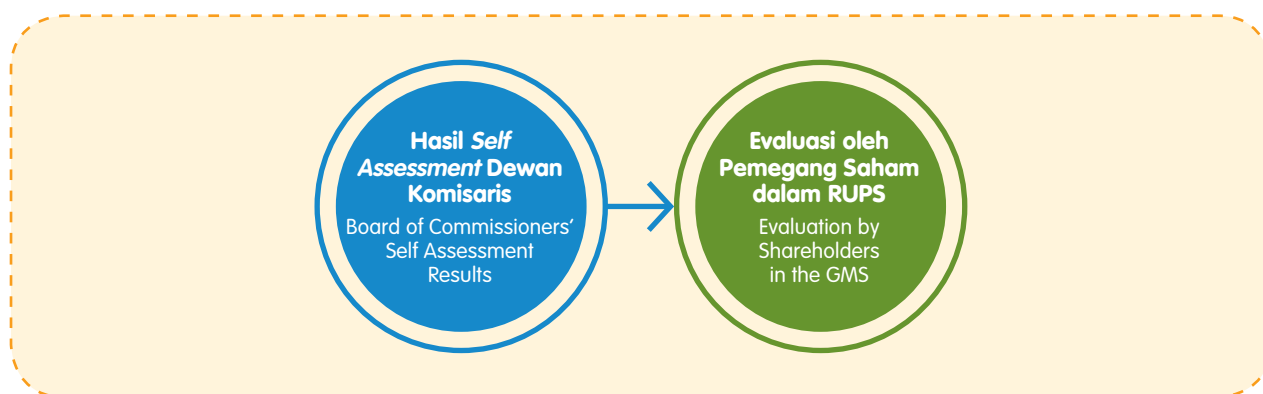 Hasil Self
Assessment Dewan
Komisaris
Board of Commissioners’
Self Assessment
Results
Evaluasi oleh
Pemegang Saham
dalam RUPS
Evaluation by
Shareholders
in the GMS